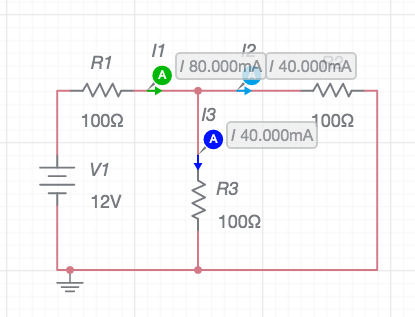 R1
I1
A
I 80.000mA
I2
A
I 40.000mA
100Ω
100Ω
I3
A
I 40.000mA
V1
12V
R3
100Ω